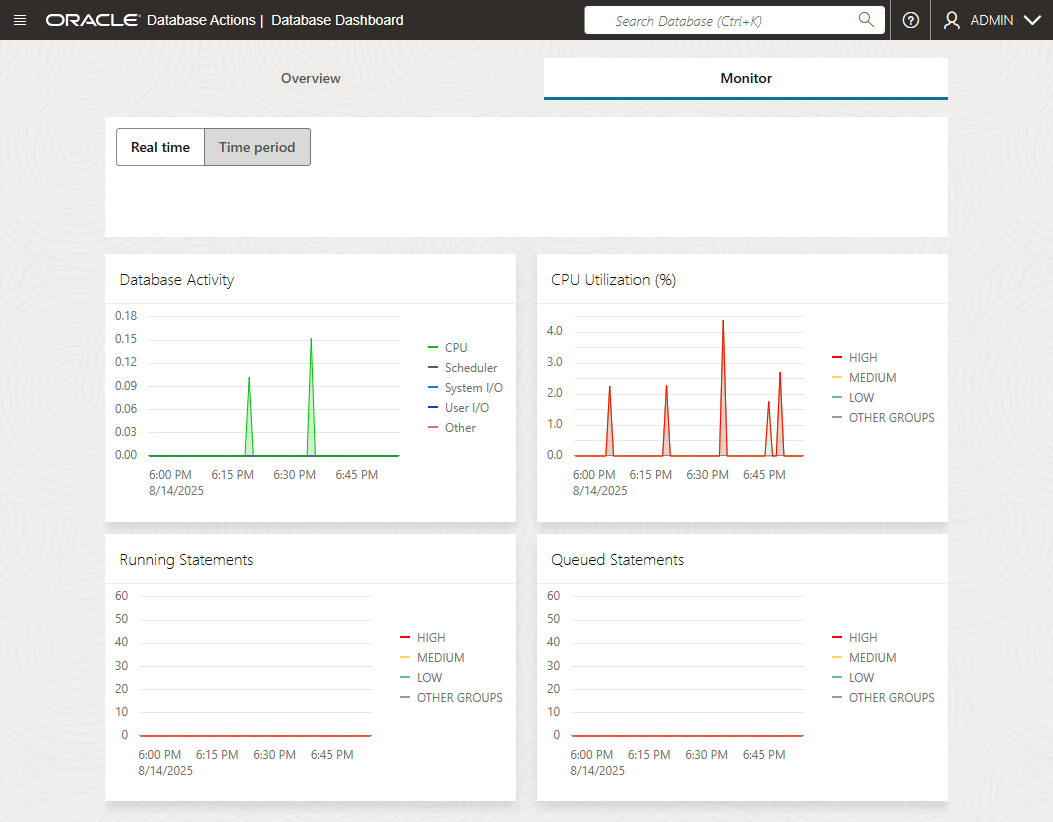 ORACLE Database Actions | Database Dashboard
Search Database (Ctrl+K)
ADMIN
Overview
Monitor
Real time
Time period
Database Activity
0.18
0.15
0.12
0.09
0.06
0.03
0.00
6:00 PM 6:15 PM 6:30 PM 6:45 PM
8/14/2025
CPU
Scheduler
System I/O
User I/O
Other
CPU Utilization (%)
4.0
3.0
2.0
1.0
0.0
6:00 PM 6:15 PM 6:30 PM 6:45 PM
8/14/2025
HIGH
MEDIUM
LOW
OTHER GROUPS
Running Statements
60
50
40
30
20
10
0
6:00 PM 6:15 PM 6:30 PM 6:45 PM
8/14/2025
HIGH
MEDIUM
LOW
OTHER GROUPS
Queued Statements
60
50
40
30
20
10
0
6:00 PM 6:15 PM 6:30 PM 6:45 PM
8/14/2025
HIGH
MEDIUM
LOW
OTHER GROUPS